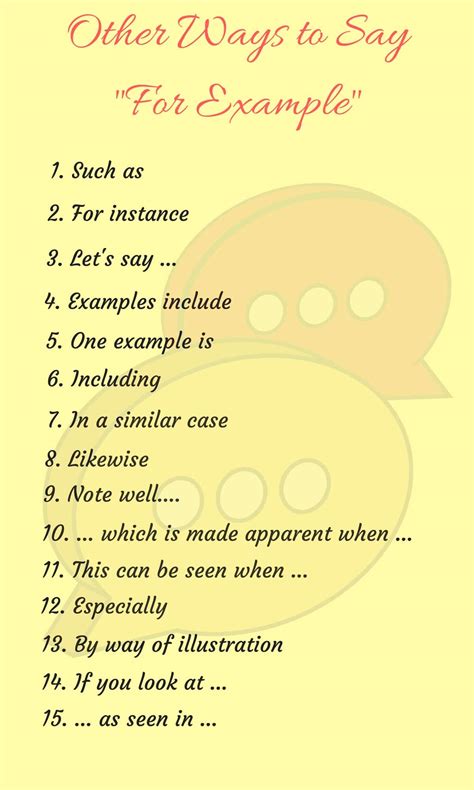 Other Ways to Say
"For Example"
1. Such as
2. For instance
3. Let's say ...
4. Examples include
5. One example is
6. Including
7. In a similar case
8. Likewise
9. Note well....
10. ... which is made apparent when ...
11. This can be seen when ...
12. Especially
13. By way of illustration
14. If you look at ...
15. ... as seen in ...